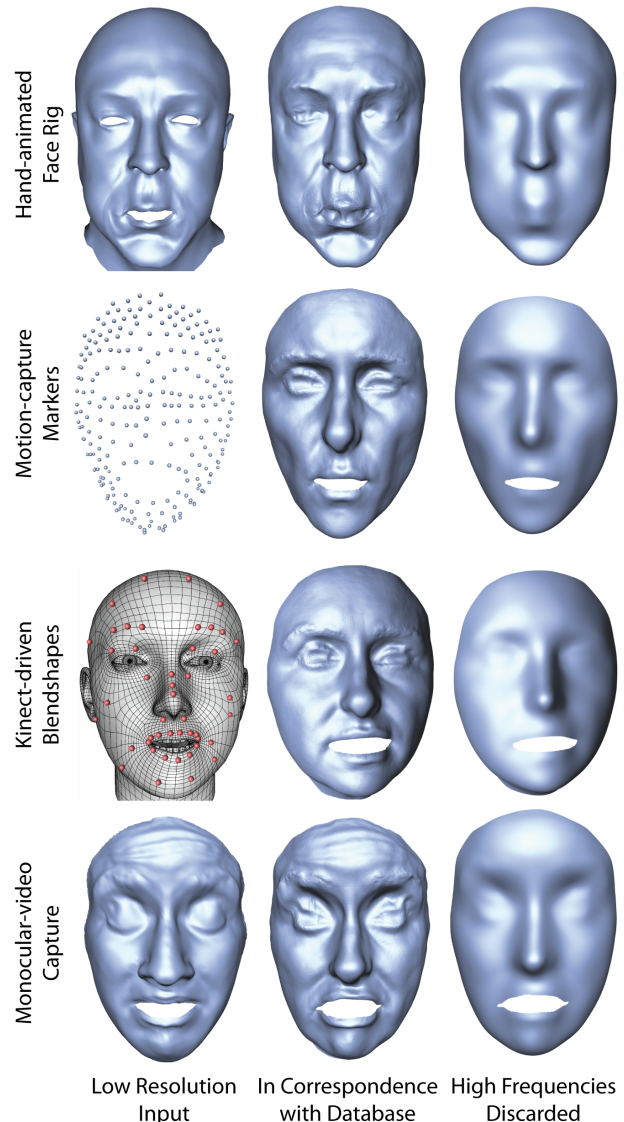 Hand-animated
Face Rig
Motion-capture
Markers
Kinect-driven
Blendshapes
Monocular-video
Capture
Low Resolution
Input
In Correspondence
with Database
High Frequencies
Discarded